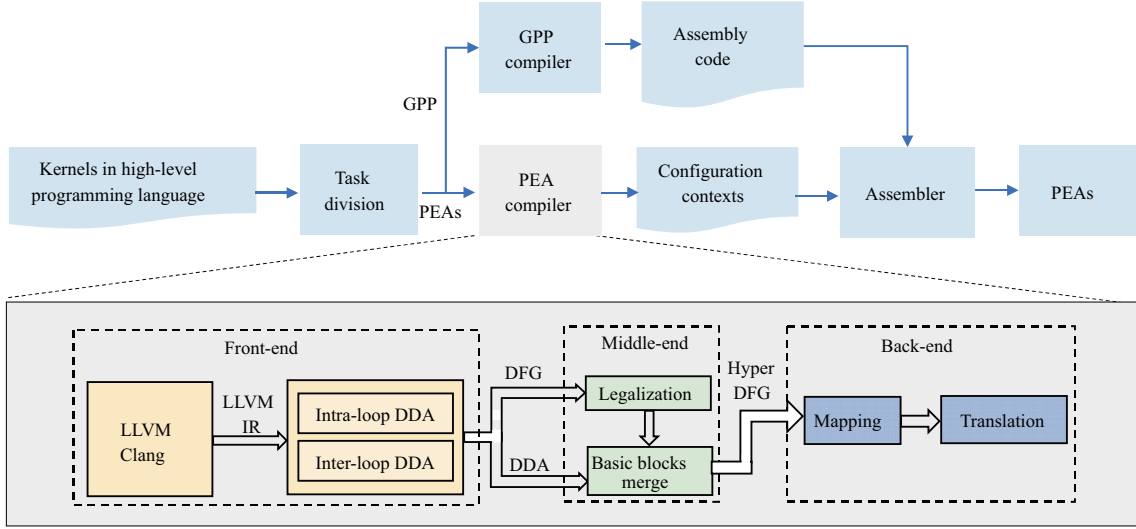 GPP
compiler
Assembly
code
GPP
Kernels in high-level
programming language
Task
division
PEAs
PEA
compiler
Configuration
contexts
Assembler
PEAs
Front-end
Middle-end
Back-end
LLVM
Clang
LLVM
IR
Intra-loop DDA
Inter-loop DDA
DFG
DDA
Legalization
Basic blocks
merge
Hyper
DFG
Mapping
Translation